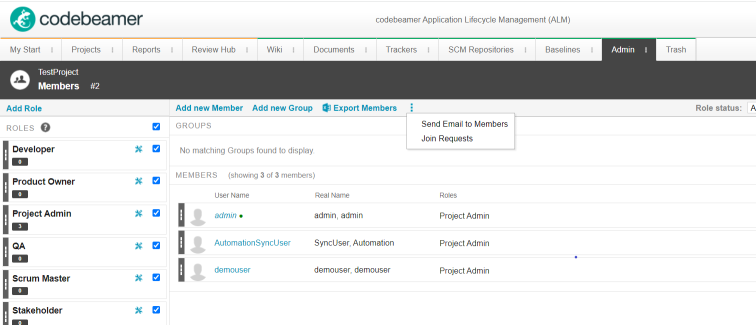 codebeamer
codebeamer Application Lifecycle Management (ALM)
My Start Projects Reports Review Hub Wiki Documents Trackers SCM Repositories Baselines Admin Trash
TestProject
Members #2
Add Role
Add new Member Add new Group Export Members
Role status: A
Send Email to Members
Join Requests
ROLES ?
GROUPS
No matching Groups found to display
Developer
0
Product Owner
0
Project Admin
3
QA
0
Scrum Master
0
Stakeholder
0
MEMBERS (showing 3 of 3 members)
User Name Real Name Roles
admin admin, admin Project Admin
AutomationSyncUser SyncUser, Automation Project Admin
demouser demouser, demouser Project Admin